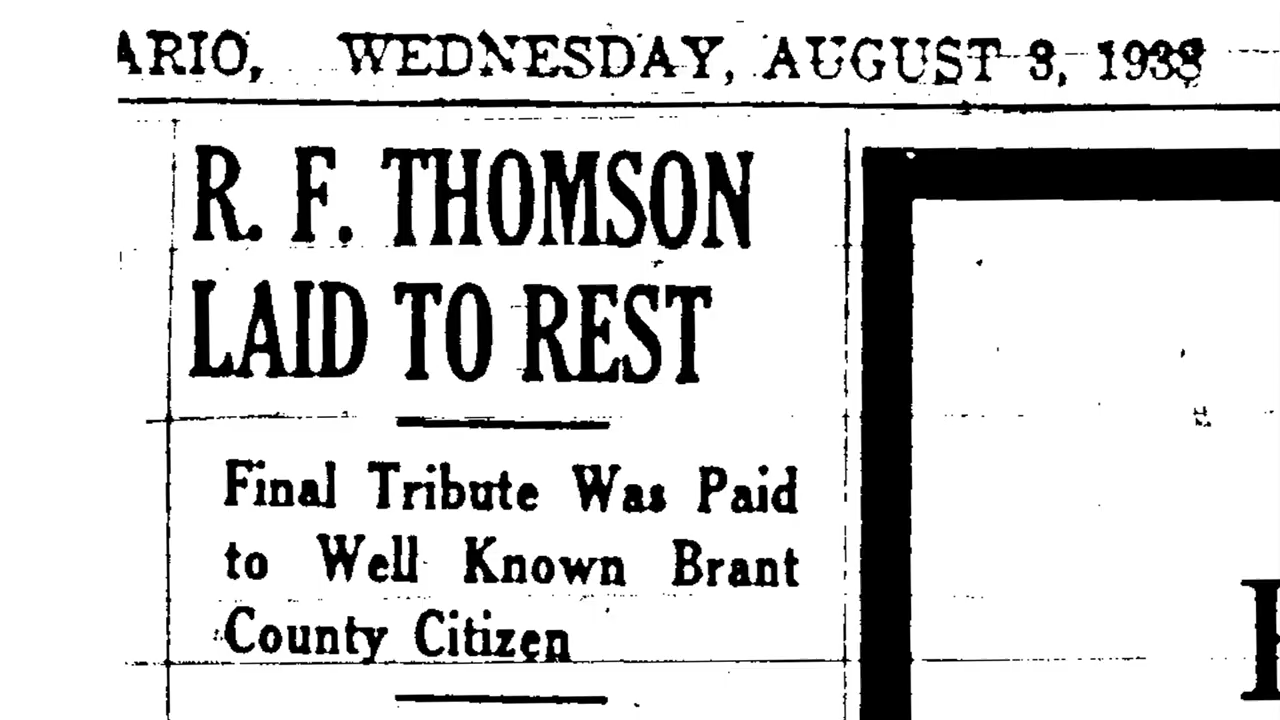 ARIO, WEDNESDAY, AUGUST 3, 1938
R. F. THOMSON
LAID TO REST
Final Tribute Was Paid
to Well Known Brant
County Citizen